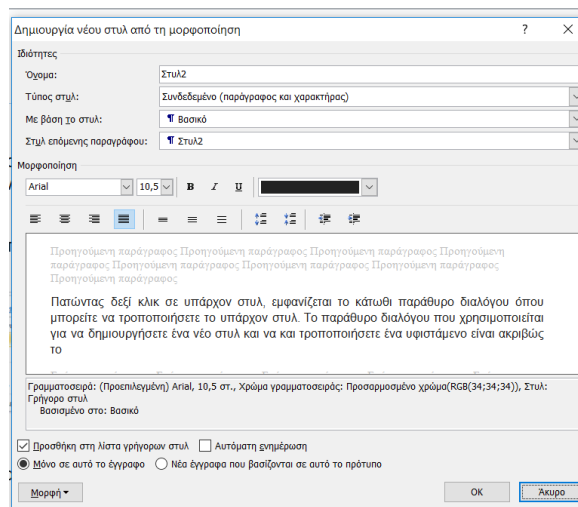 Δημιουργία νέου στυλ από τη μορφοποίηση ? ×
Ιδιότητες
Όνομα: Στυλ2
Τύπος στυλ: Συνδεδεμένο (παράγραφος και χαρακτήρας)
Με βάση το στυλ: ¶ Βασικό
Στυλ επόμενης παραγράφου: ¶ Στυλ2
Μορφοποίηση
Arial 10,5 B I U
Προηγούμενη παράγραφος Προηγούμενη παράγραφος Προηγούμενη παράγραφος Προηγούμενη
παράγραφος Προηγούμενη παράγραφος Προηγούμενη παράγραφος Προηγούμενη παράγραφος
Προηγούμενη παράγραφος
Πατώντας δεξί κλικ σε υπάρχον στυλ, εμφανίζεται το κάτωθι παράθυρο διαλόγου όπου
μπορείτε να τροποποιήσετε το υπάρχον στυλ. Το παράθυρο διαλόγου που χρησιμοποιείται
για να δημιουργήσετε ένα νέο στυλ και να και τροποποιήσετε ένα υφιστάμενο είναι ακριβώς
το
Γραμματοσειρά: (Προεπιλεγμένη) Arial, 10,5 στ., Χρώμα γραμματοσειράς: Προσαρμοσμένο χρώμα(RGB(34;34;34)), Στυλ:
Γρήγορο στυλ
Βασισμένο στο: Βασικό
Προσθήκη στη λίστα γρήγορων στυλ Αυτόματη ενημέρωση
Μόνο σε αυτό το έγγραφο Νέα έγγραφα που βασίζονται σε αυτό το πρότυπο
Μορφή OK Άκυρο